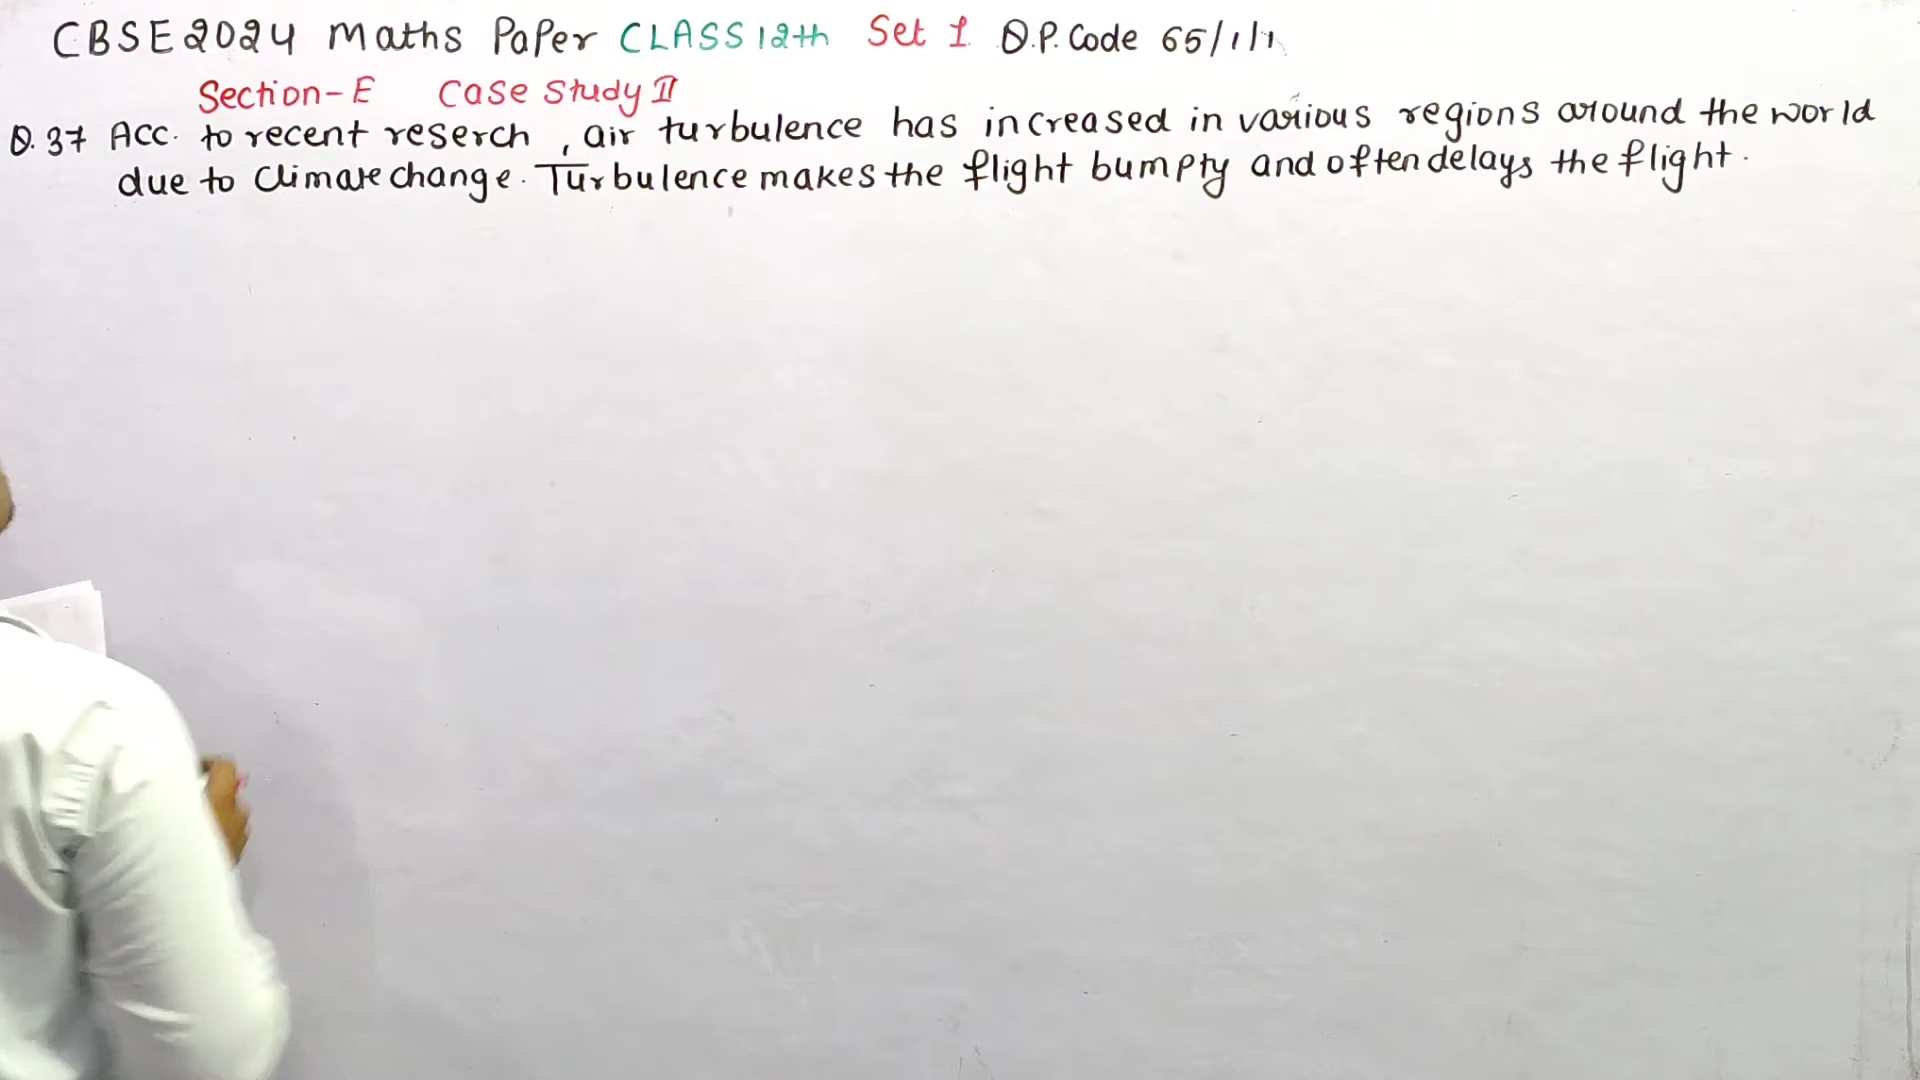 CBSE 2024 Maths Paper CLASS 12th Set 1 Q.P. Code 65/1/1
Section-E Case Study II
Q.37 Acc. to recent reserch, air turbulence has increased in various regions around the world
due to climate change. Turbulence makes the flight bumpty and often delays the flight.